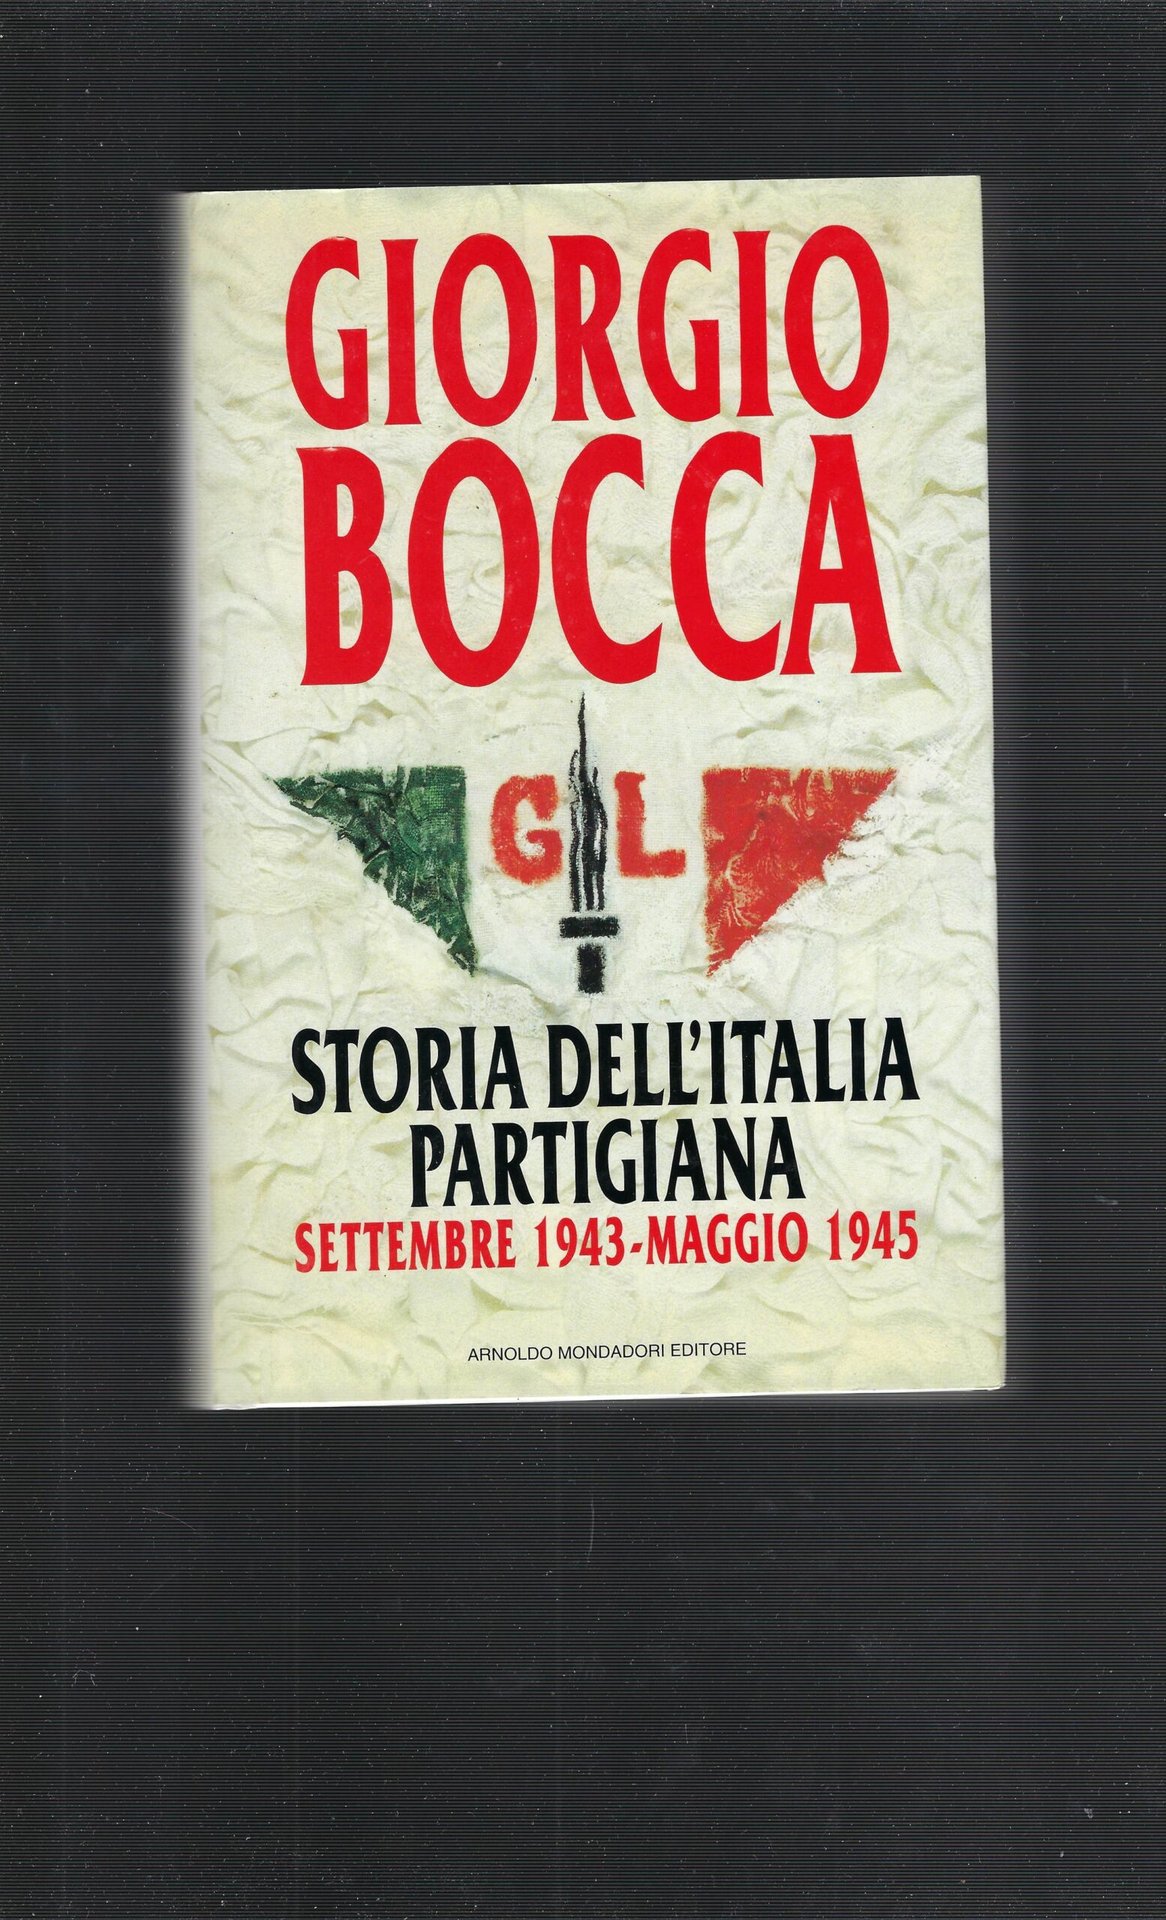 GIORGIO
BOCCA
GL
STORIA DELL'ITALIA
PARTIGIANA
SETTEMBRE 1943-MAGGIO 1945
ARNOLDO MONDADORI EDITORE